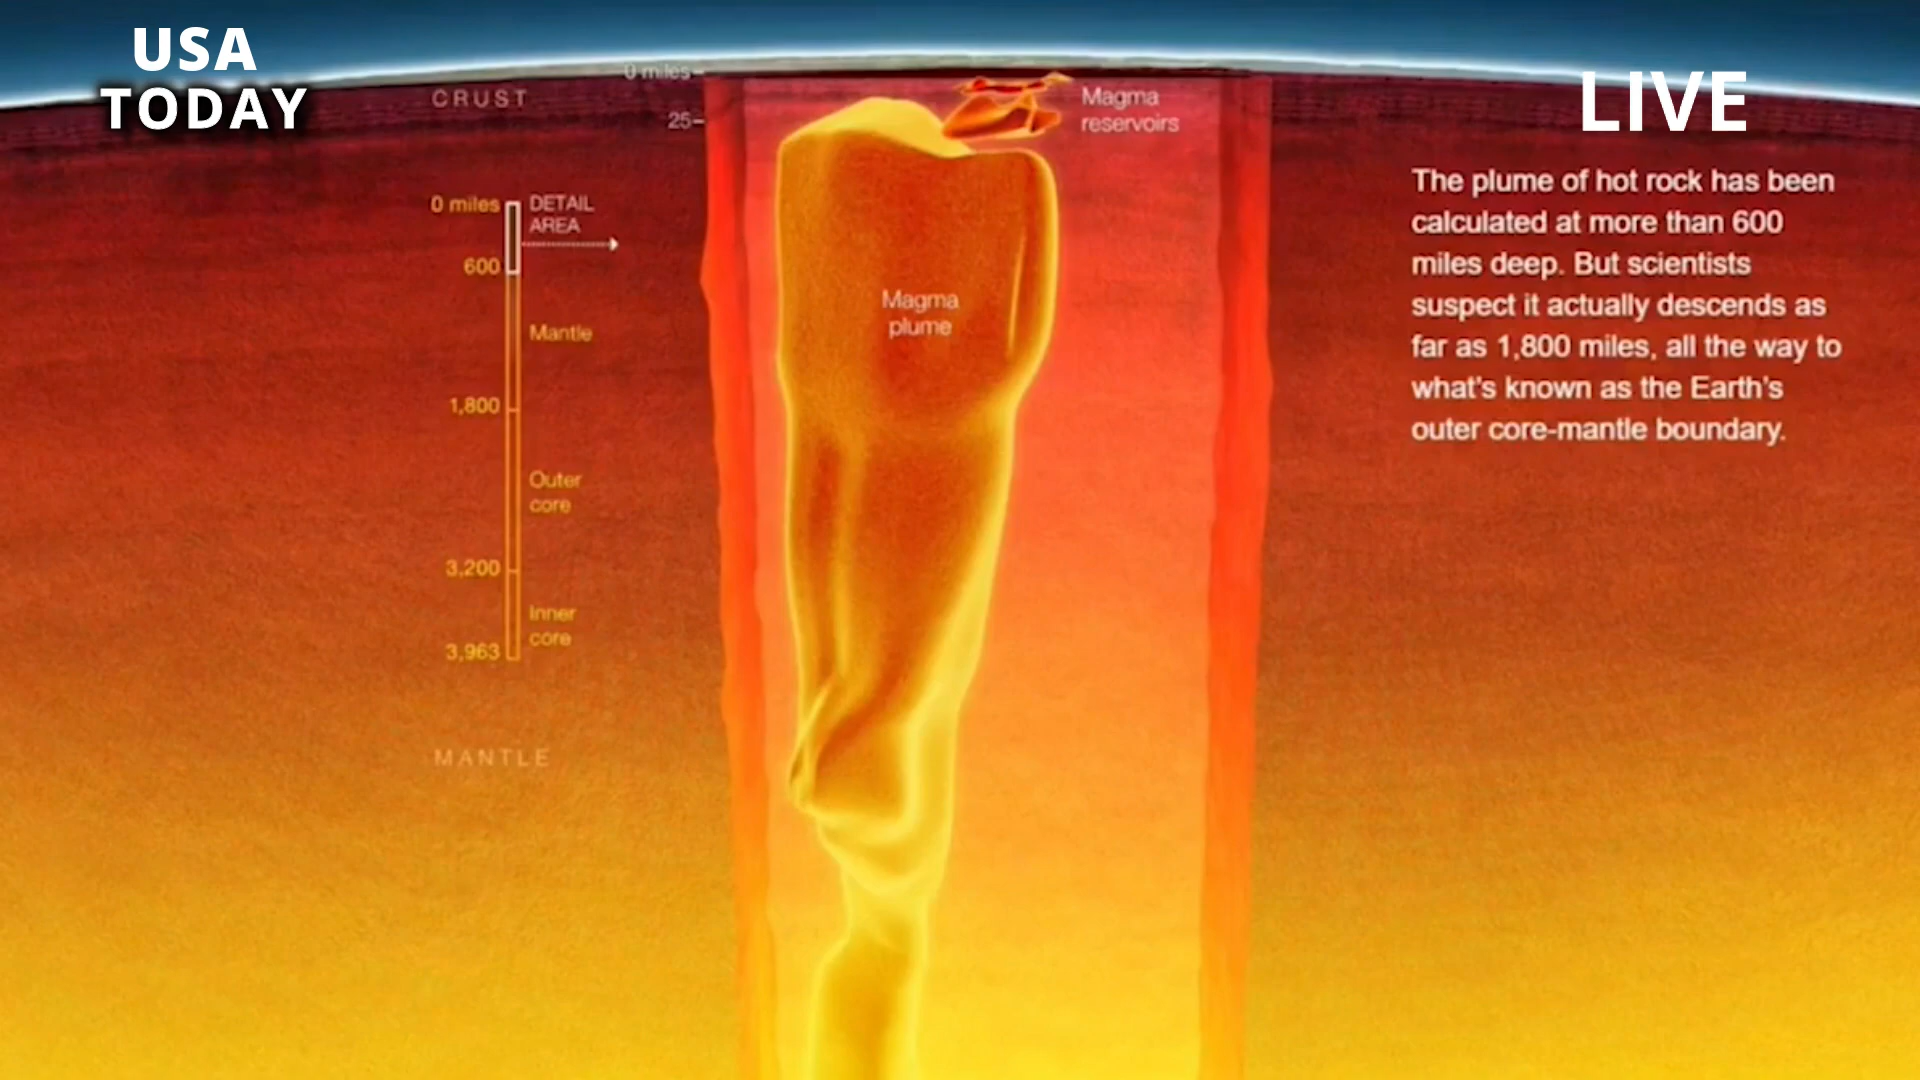 USA
TODAY
LIVE
0 miles
CRUST
25
Magma
reservoirs
The plume of hot rock has been
calculated at more than 600
miles deep. But scientists
suspect it actually descends as
far as 1,800 miles, all the way to
what's known as the Earth's
outer core-mantle boundary.
0 miles
DETAIL
AREA
600
Mantle
1,800
Outer
core
3,200
Inner
core
3,963
Magma
plume
MANTLE